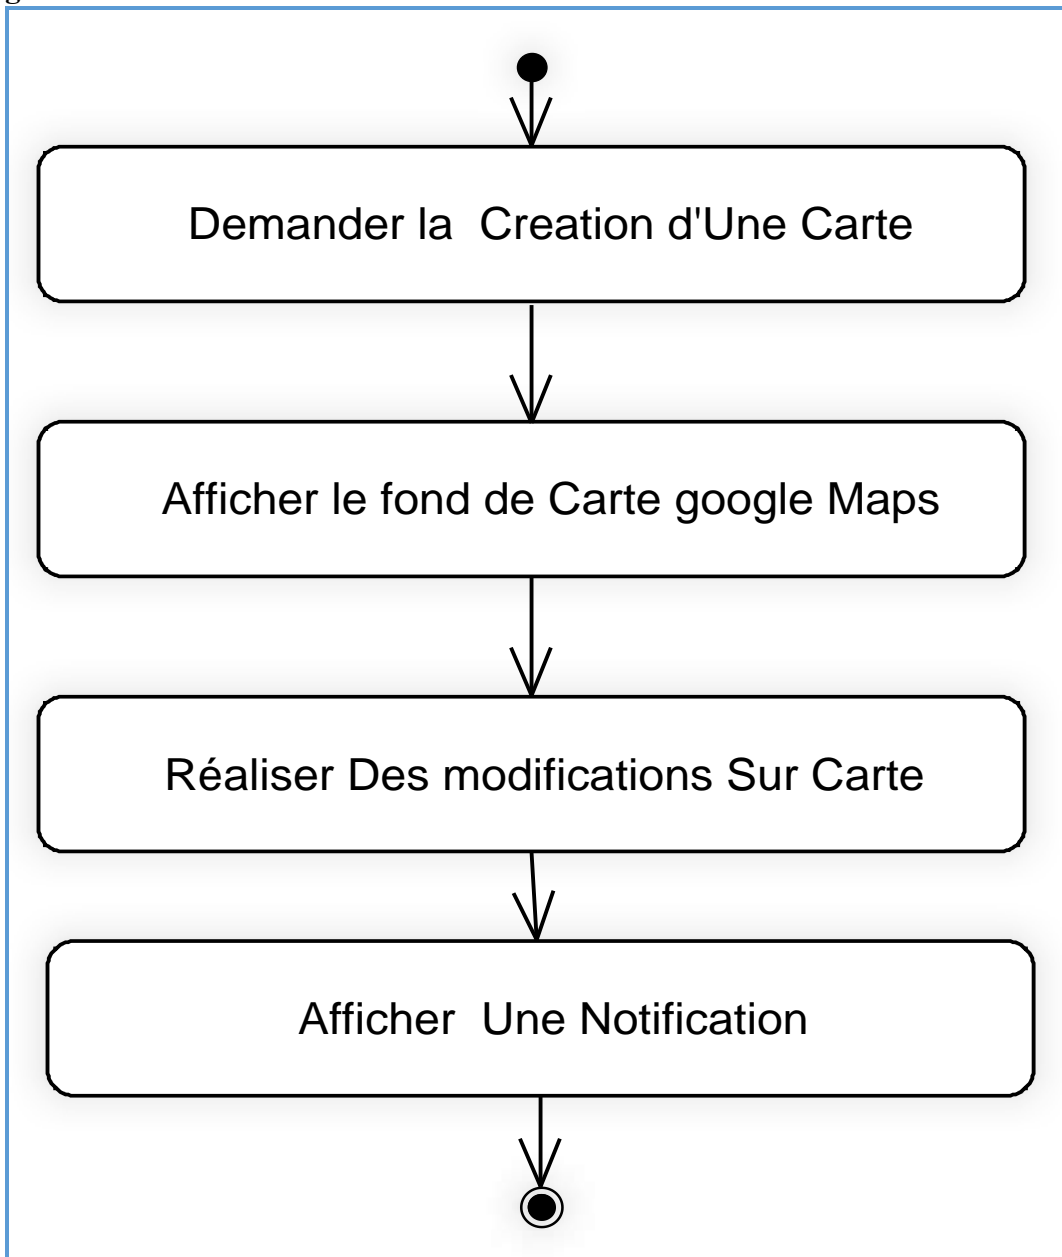 g
Demander la  Creation d'Une Carte
Afficher le fond de Carte google Maps
Réaliser Des modifications Sur Carte
Afficher  Une Notification